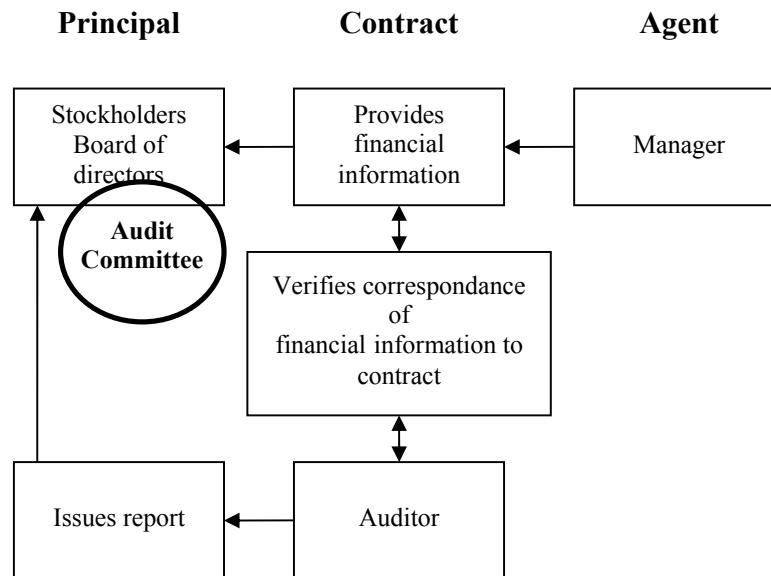 Principal
Contract
Agent
Stockholders
Board of
directors
Provides
financial
information
Manager
Audit
Committee
Verifies correspondance
of
financial information to
contract
Issues report
Auditor